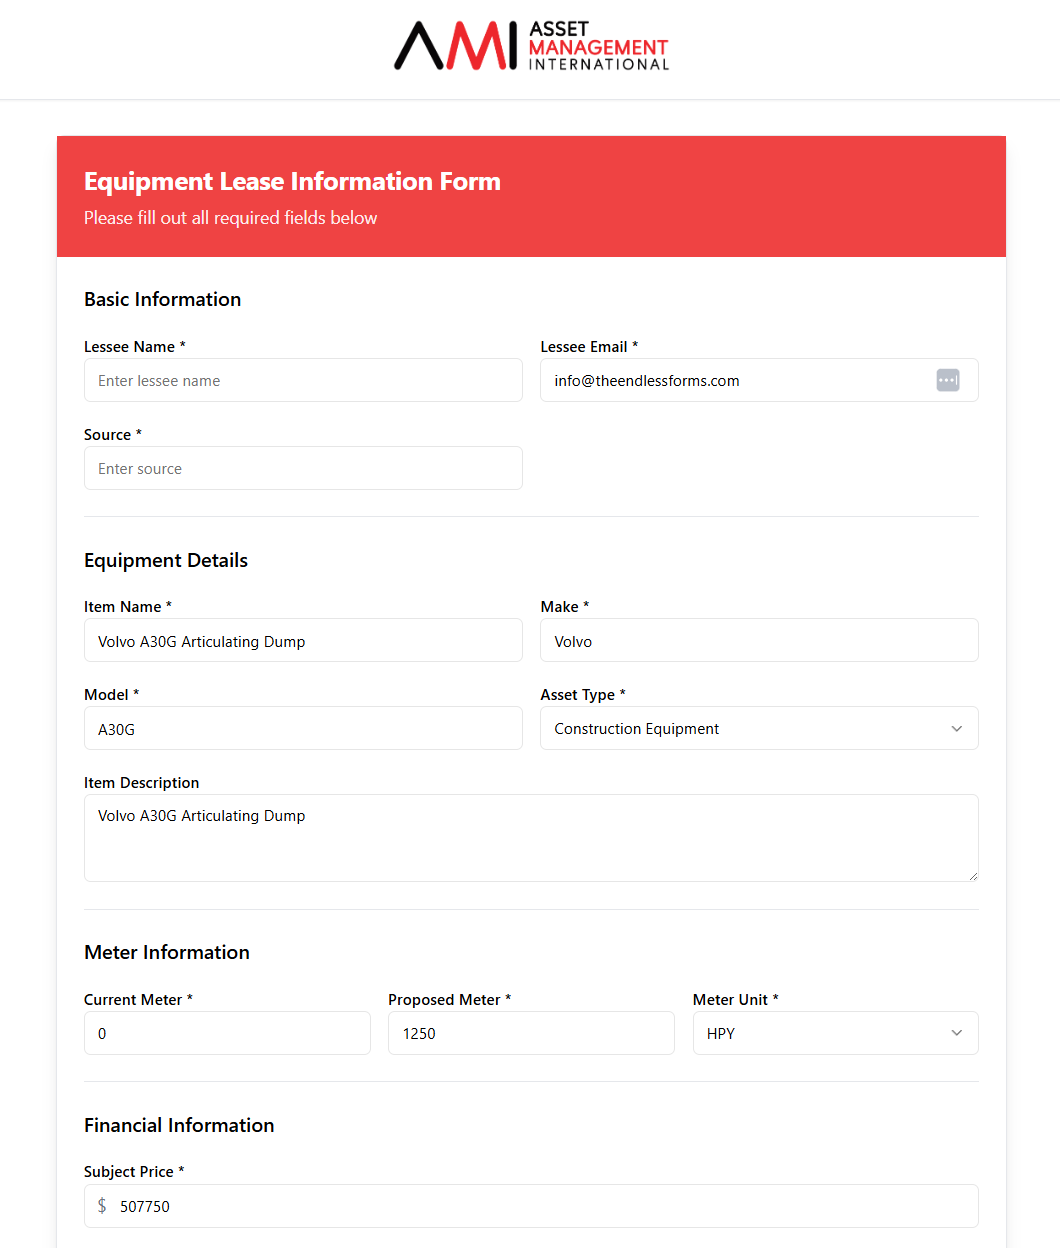 AMI ASSET
MANAGEMENT
INTERNATIONAL
Equipment Lease Information Form
Please fill out all required fields below
Basic Information
Lessee Name *
Enter lessee name
Lessee Email *
info@theendlessforms.com
Source *
Enter source
Equipment Details
Item Name *
Volvo A30G Articulating Dump
Make *
Volvo
Model *
A30G
Asset Type *
Construction Equipment
Item Description
Volvo A30G Articulating Dump
Meter Information
Current Meter *
0
Proposed Meter *
1250
Meter Unit *
HPY
Financial Information
Subject Price *
$ 507750